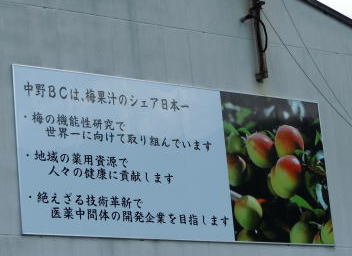 中野BCは、梅果汁のシェア日本一
・梅の機能性研究で
世界一に向けて取り組んでいます
・地域の薬用資源で
人々の健康に貢献します
・絶えざる技術革新で
医薬中間体の開発企業を目指します